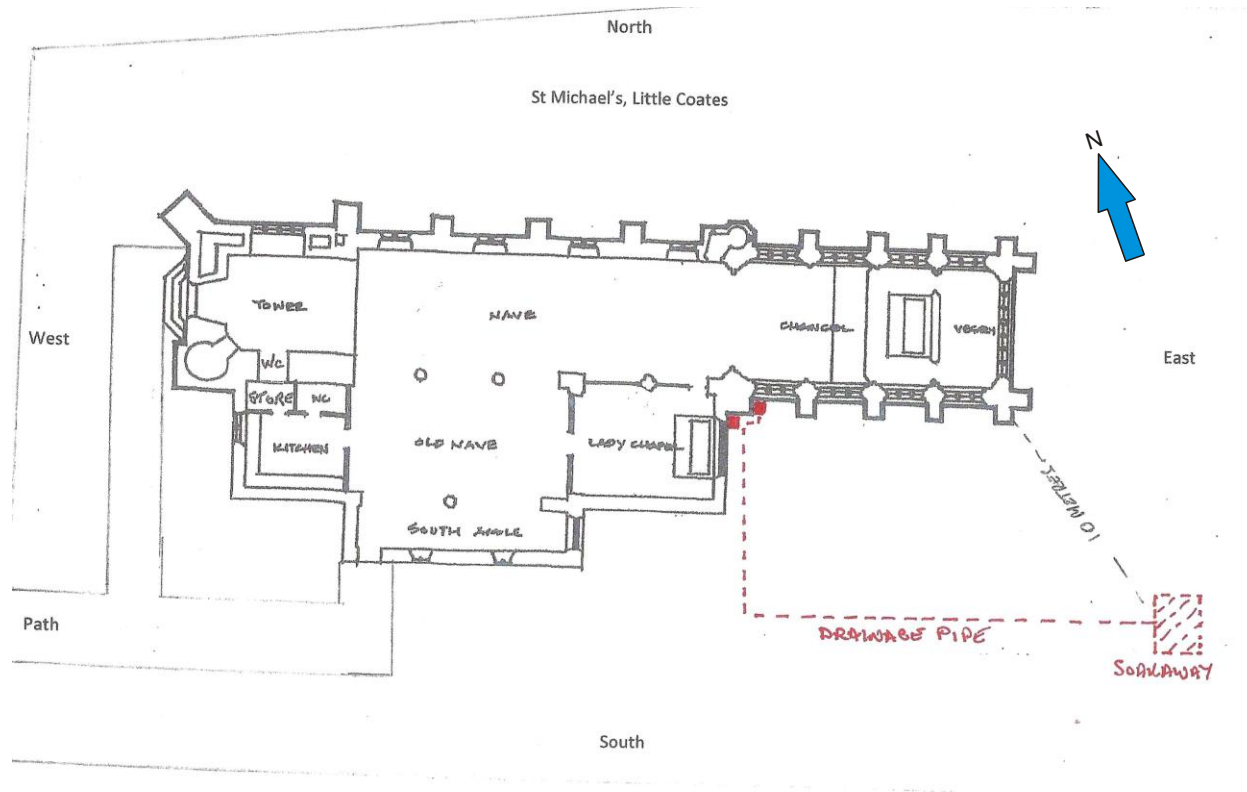 North
St Michael's, Little Coates
N
West
East
TOWER
NAVE
CHANCEL
VESTRY
W/C
STORE
WC
KITCHEN
OLD NAVE
LADY CHAPEL
SOUTH AISLE
10 METRES
Path
DRAINAGE PIPE
SOAKAWAY
South